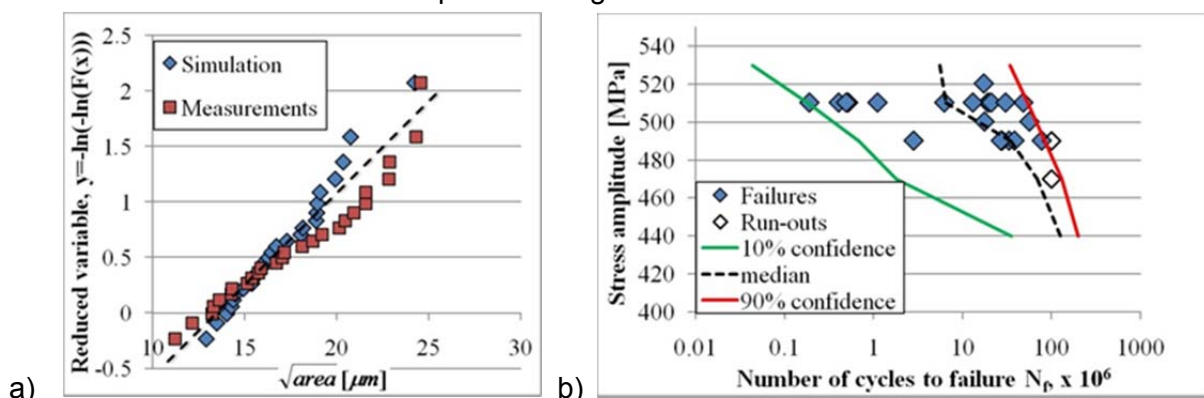 a)
2.5
2
1.5
1
0.5
0
-0.5
10
15
20
25
30
Reduced variable, y=-ln(-ln(F(x)))
√area [μm]
Simulation
Measurements
b)
540
520
500
480
460
440
420
400
0.01
0.1
1
10
100
1000
Stress amplitude [MPa]
Number of cycles to failure Nf, x 10⁶
Failures
Run-outs
10% confidence
median
90% confidence